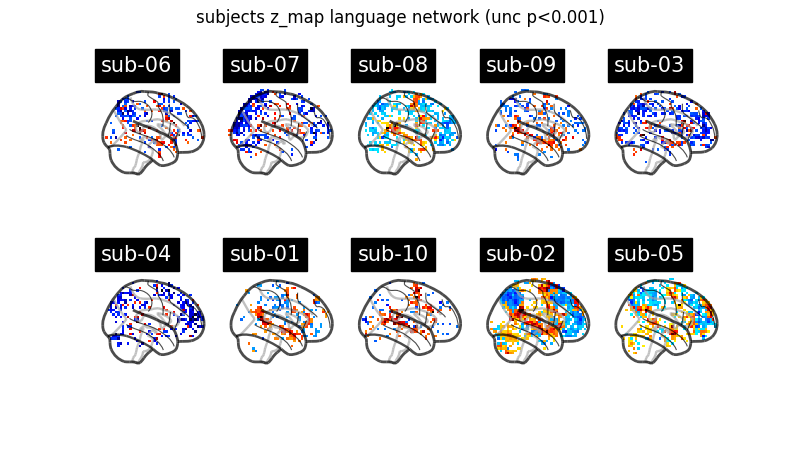 subjects z_map language network (unc p<0.001)
sub-06
sub-07
sub-08
sub-09
sub-03
sub-04
sub-01
sub-10
sub-02
sub-05